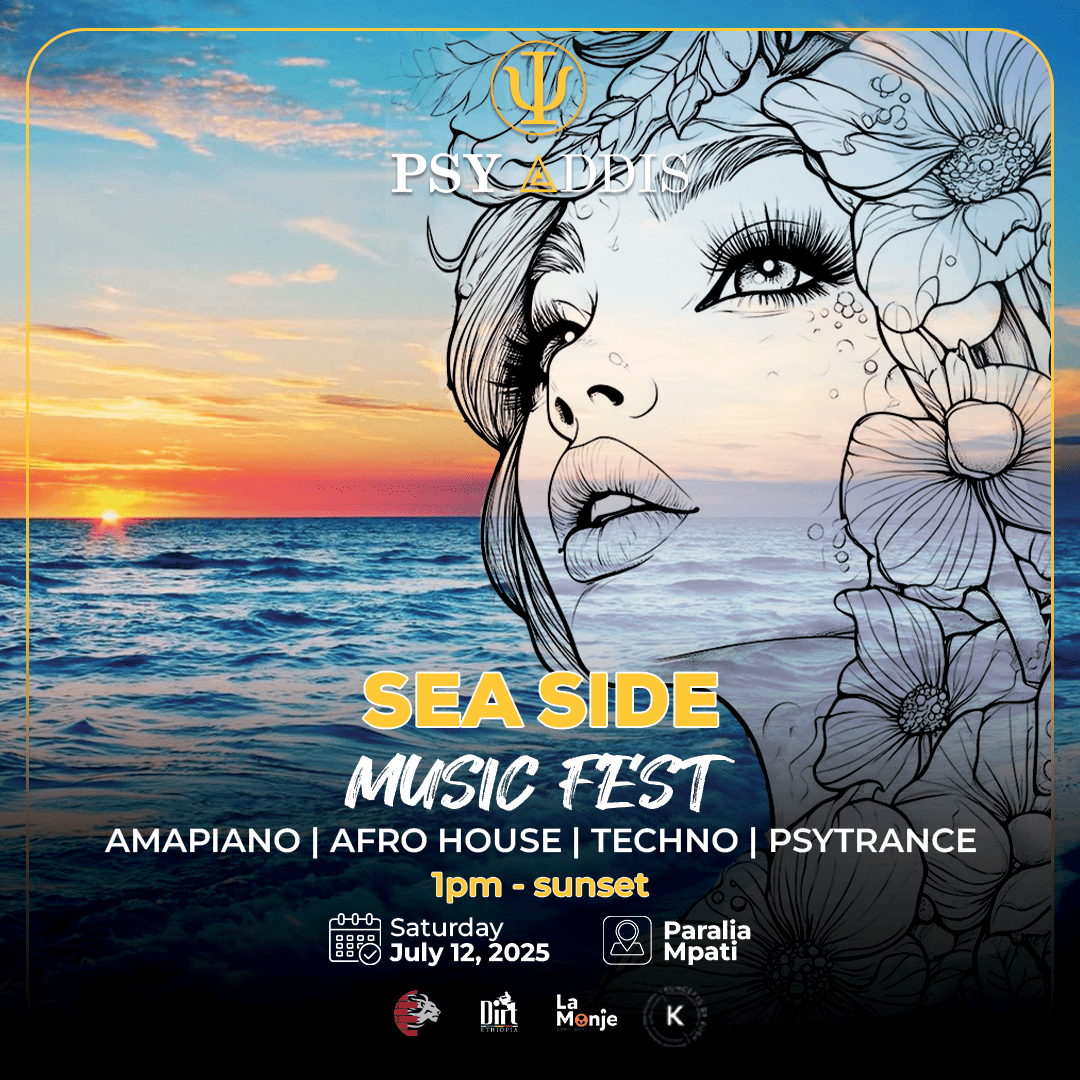 Ψ
PSY ADDIS
SEA SIDE
MUSIC FEST
AMAPIANO | AFRO HOUSE | TECHNO | PSYTRANCE
1pm - sunset
Saturday
July 12, 2025
Paralia
Mpati
Dirt
ETHIOPIA
La
Monje
K